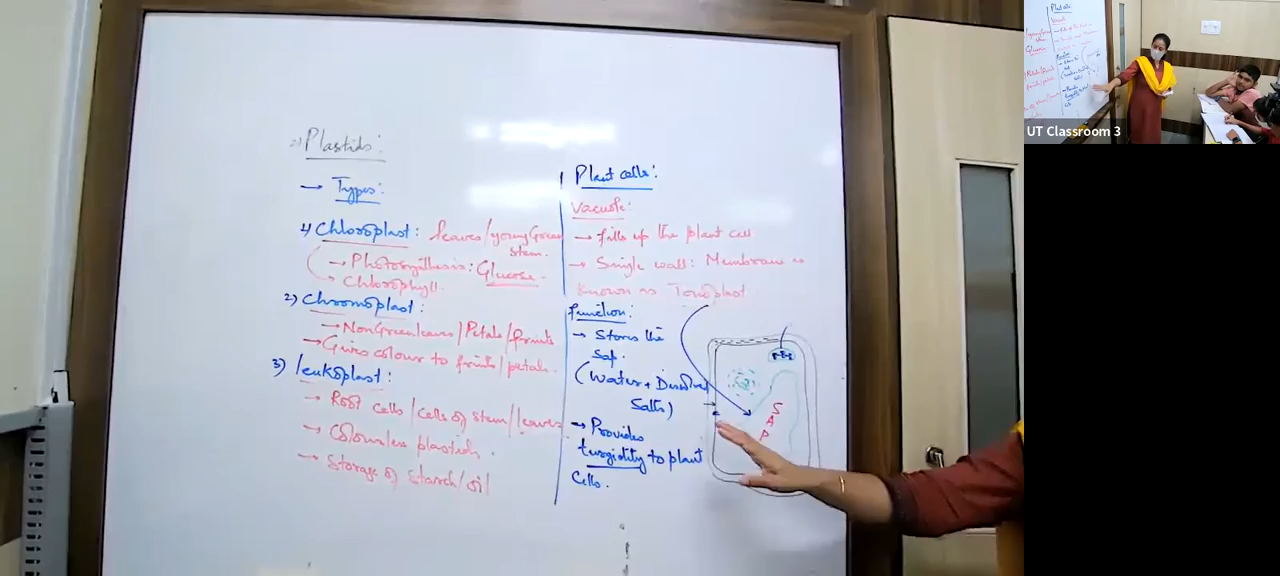 Plastids:
→ Types:
1) Chloroplast: leaves/young Green stem.
→ Photosynthesis: Glucose.
→ Chlorophyll.
2) Chromoplast:
→ Non Green leaves/Petals/fruits
→ Gives colour to fruits/petals.
3) leukoplast:
→ Root cells/cells of stem/leaves
→ Colourless plastids.
→ Storage of Starch/oil
Plant cells:
Vacuole:
→ fills up the plant cell
→ Single wall: Membrane is
known as Tonoplast
function:
→ Stores the
Sap.
(Water + Dissolved
Salts)
→ Provides
turgidity to plant
Cells.
SAP
UT Classroom 3